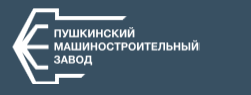 ПУШКИНСКИЙ
МАШИНОСТРОИТЕЛЬНЫЙ
ЗАВОД